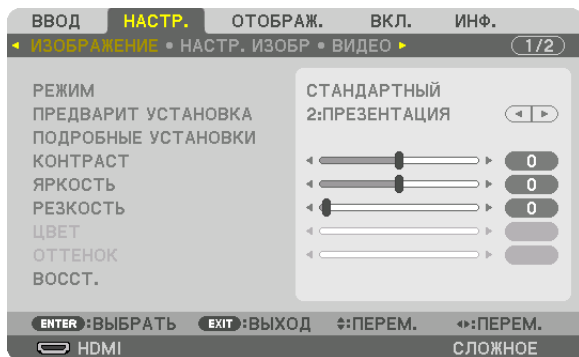 ВВОД НАСТР. ОТОБРАЖ. ВКЛ. ИНФ.
ИЗОБРАЖЕНИЕ • НАСТР. ИЗОБР • ВИДЕО 1/2
РЕЖИМ СТАНДАРТНЫЙ
ПРЕДВАРИТ УСТАНОВКА 2:ПРЕЗЕНТАЦИЯ
ПОДРОБНЫЕ УСТАНОВКИ
КОНТРАСТ 0
ЯРКОСТЬ 0
РЕЗКОСТЬ 0
ЦВЕТ
ОТТЕНОК
ВОССТ.
ENTER:ВЫБРАТЬ EXIT:ВЫХОД :ПЕРЕМ. :ПЕРЕМ.
HDMI СЛОЖНОЕ